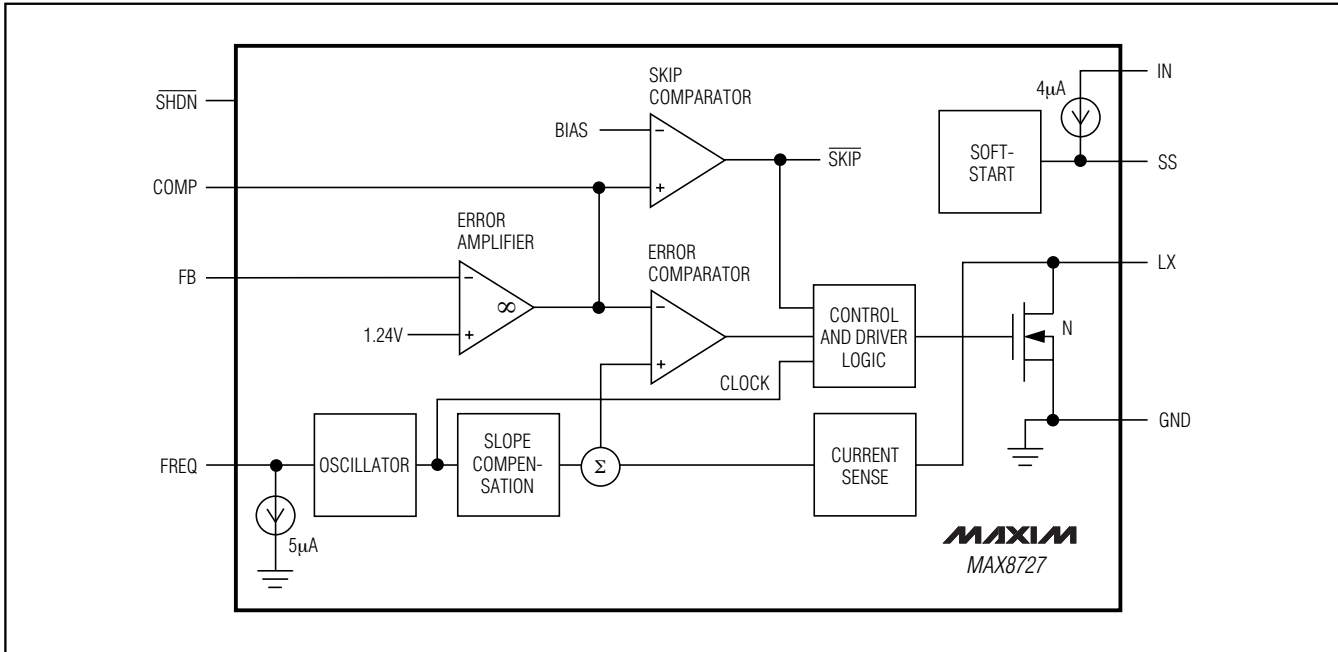 SKIP
COMPARATOR
IN
4µA
SHDN
BIAS
−
SKIP
SOFT-
START
SS
COMP
+
ERROR
AMPLIFIER
ERROR
COMPARATOR
FB
−
∞
LX
−
CONTROL
AND DRIVER
LOGIC
N
1.24V
+
+
CLOCK
GND
FREQ
OSCILLATOR
SLOPE
COMPEN-
SATION
Σ
CURRENT
SENSE
5µA
MAXIM
MAX8727